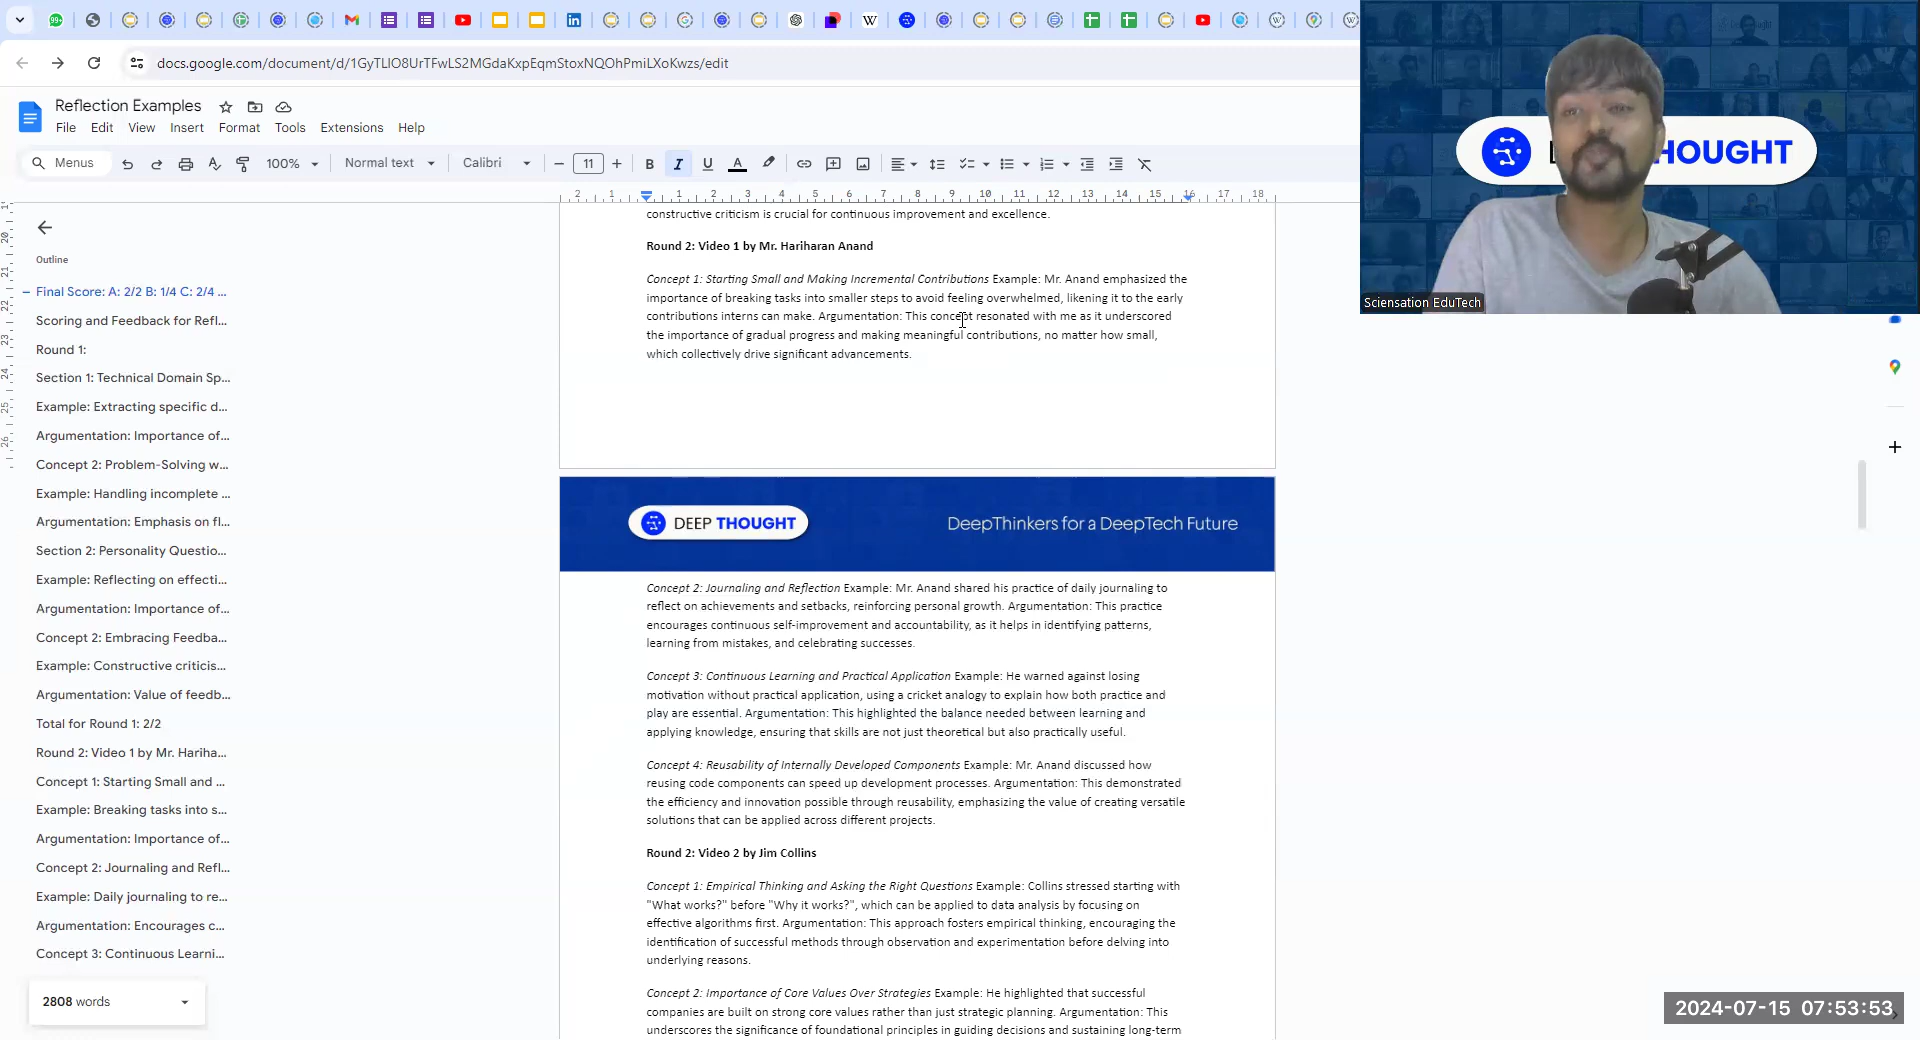 docs.google.com/document/d/1GyTLlO8UrTFwLS2MGdaKxpEqmStoxNQOhPmiLXoKwzs/edit
Reflection Examples
File Edit View Insert Format Tools Extensions Help
Menus 100% Normal text Calibri 11 B I U A
2 1 1 2 3 4 5 6 7 8 9 10 11 12 13 14 15 16 17 18
Outline
Final Score: A: 2/2 B: 1/4 C: 2/4 ...
Scoring and Feedback for Refl...
Round 1:
Section 1: Technical Domain Sp...
Example: Extracting specific d...
Argumentation: Importance of...
Concept 2: Problem-Solving w...
Example: Handling incomplete ...
Argumentation: Emphasis on fl...
Section 2: Personality Questio...
Example: Reflecting on effecti...
Argumentation: Importance of...
Concept 2: Embracing Feedba...
Example: Constructive criticis...
Argumentation: Value of feedb...
Total for Round 1: 2/2
Round 2: Video 1 by Mr. Hariha...
Concept 1: Starting Small and ...
Example: Breaking tasks into s...
Argumentation: Importance of...
Concept 2: Journaling and Refl...
Example: Daily journaling to re...
Argumentation: Encourages c...
Concept 3: Continuous Learni...
2808 words
constructive criticism is crucial for continuous improvement and excellence.
Round 2: Video 1 by Mr. Hariharan Anand
Concept 1: Starting Small and Making Incremental Contributions Example: Mr. Anand emphasized the
importance of breaking tasks into smaller steps to avoid feeling overwhelmed, likening it to the early
contributions interns can make. Argumentation: This concept resonated with me as it underscored
the importance of gradual progress and making meaningful contributions, no matter how small,
which collectively drive significant advancements.
DEEP THOUGHT
DeepThinkers for a DeepTech Future
Concept 2: Journaling and Reflection Example: Mr. Anand shared his practice of daily journaling to
reflect on achievements and setbacks, reinforcing personal growth. Argumentation: This practice
encourages continuous self-improvement and accountability, as it helps in identifying patterns,
learning from mistakes, and celebrating successes.
Concept 3: Continuous Learning and Practical Application Example: He warned against losing
motivation without practical application, using a cricket analogy to explain how both practice and
play are essential. Argumentation: This highlighted the balance needed between learning and
applying knowledge, ensuring that skills are not just theoretical but also practically useful.
Concept 4: Reusability of Internally Developed Components Example: Mr. Anand discussed how
reusing code components can speed up development processes. Argumentation: This demonstrated
the efficiency and innovation possible through reusability, emphasizing the value of creating versatile
solutions that can be applied across different projects.
Round 2: Video 2 by Jim Collins
Concept 1: Empirical Thinking and Asking the Right Questions Example: Collins stressed starting with
"What works?" before "Why it works?", which can be applied to data analysis by focusing on
effective algorithms first. Argumentation: This approach fosters empirical thinking, encouraging the
identification of successful methods through observation and experimentation before delving into
underlying reasons.
Concept 2: Importance of Core Values Over Strategies Example: He highlighted that successful
companies are built on strong core values rather than just strategic planning. Argumentation: This
underscores the significance of foundational principles in guiding decisions and sustaining long-term
HOUGHT
Sciensation EduTech
2024-07-15 07:53:53